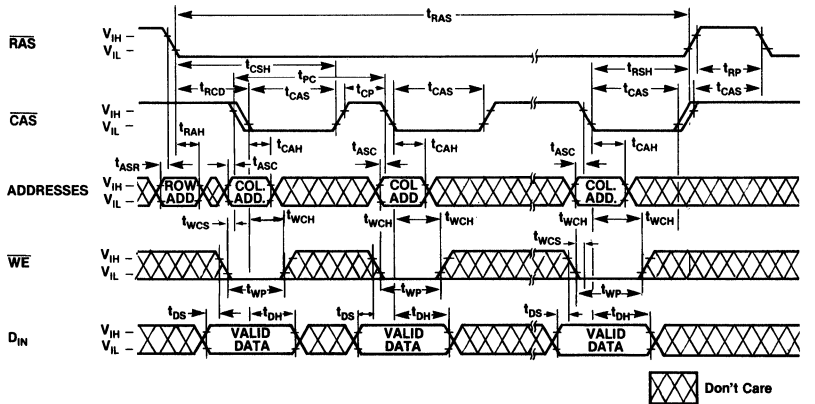 tRAS
RAS
VIH
VIL
tCSH
tPC
tRSH
tRP
tRCD
tCAS
tCP
tCAS
tCAS
tCAS
CAS
VIH
VIL
tRAH
tCAH
tCAH
tCAH
tASR
tASC
tASC
tASC
ADDRESSES
VIH
VIL
ROW ADD.
COL. ADD.
COL ADD.
COL. ADD.
tWCS
tWCH
tWCH
tWCH
tWCH
tWCH
tWCS
WE
VIH
VIL
tWP
tWP
tWP
tDS
tDH
tDS
tDH
tDS
tDH
DIN
VIH
VIL
VALID DATA
VALID DATA
VALID DATA
Don't Care